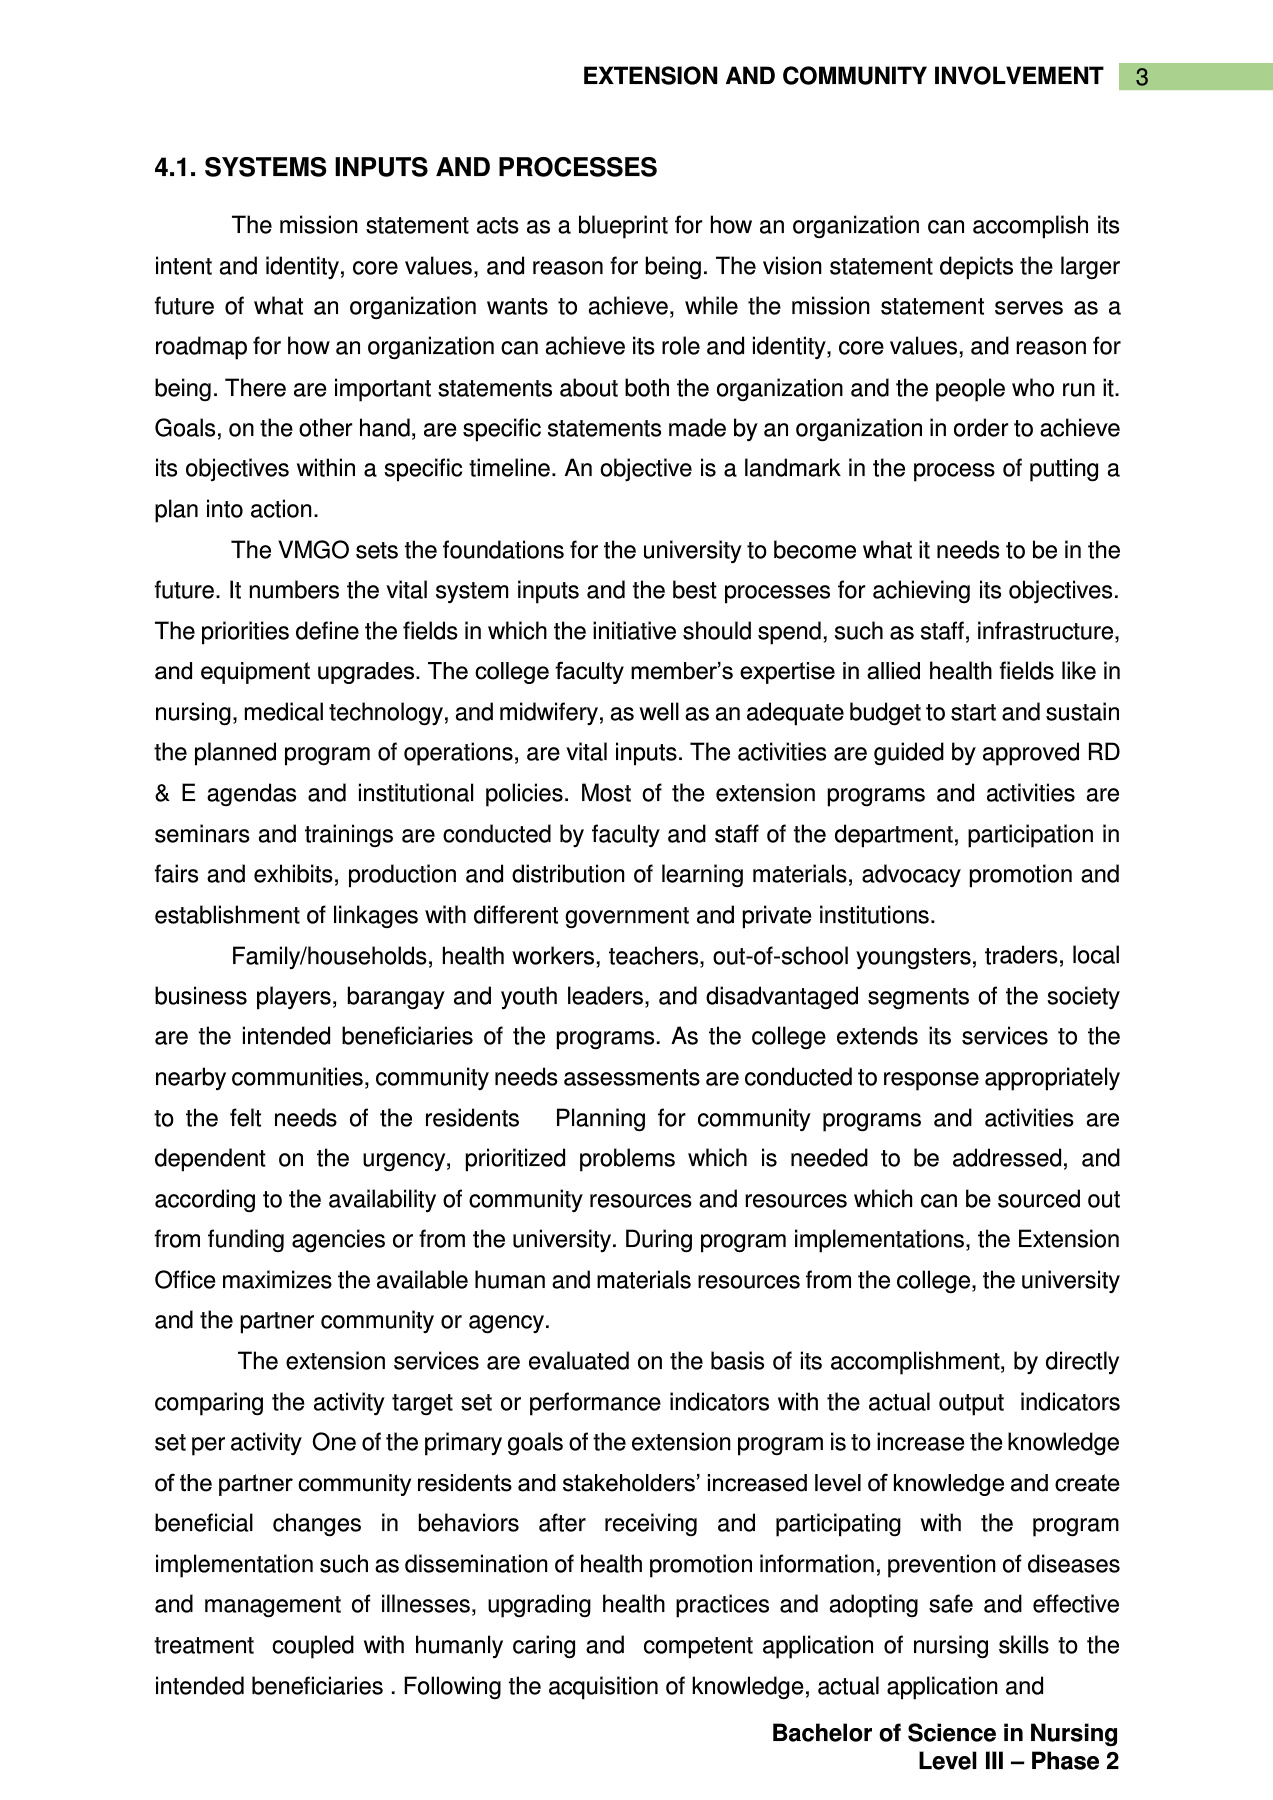 EXTENSION AND COMMUNITY INVOLVEMENT 3
4.1. SYSTEMS INPUTS AND PROCESSES
The mission statement acts as a blueprint for how an organization can accomplish its
intent and identity, core values, and reason for being. The vision statement depicts the larger
future of what an organization wants to achieve, while the mission statement serves as a
roadmap for how an organization can achieve its role and identity, core values, and reason for
being. There are important statements about both the organization and the people who run it.
Goals, on the other hand, are specific statements made by an organization in order to achieve
its objectives within a specific timeline. An objective is a landmark in the process of putting a
plan into action.
The VMGO sets the foundations for the university to become what it needs to be in the
future. It numbers the vital system inputs and the best processes for achieving its objectives.
The priorities define the fields in which the initiative should spend, such as staff, infrastructure,
and equipment upgrades. The college faculty member’s expertise in allied health fields like in
nursing, medical technology, and midwifery, as well as an adequate budget to start and sustain
the planned program of operations, are vital inputs. The activities are guided by approved RD
& E agendas and institutional policies. Most of the extension programs and activities are
seminars and trainings are conducted by faculty and staff of the department, participation in
fairs and exhibits, production and distribution of learning materials, advocacy promotion and
establishment of linkages with different government and private institutions.
Family/households, health workers, teachers, out-of-school youngsters, traders, local
business players, barangay and youth leaders, and disadvantaged segments of the society
are the intended beneficiaries of the programs. As the college extends its services to the
nearby communities, community needs assessments are conducted to response appropriately
to the felt needs of the residents Planning for community programs and activities are
dependent on the urgency, prioritized problems which is needed to be addressed, and
according to the availability of community resources and resources which can be sourced out
from funding agencies or from the university. During program implementations, the Extension
Office maximizes the available human and materials resources from the college, the university
and the partner community or agency.
The extension services are evaluated on the basis of its accomplishment, by directly
comparing the activity target set or performance indicators with the actual output indicators
set per activity One of the primary goals of the extension program is to increase the knowledge
of the partner community residents and stakeholders’ increased level of knowledge and create
beneficial changes in behaviors after receiving and participating with the program
implementation such as dissemination of health promotion information, prevention of diseases
and management of illnesses, upgrading health practices and adopting safe and effective
treatment coupled with humanly caring and competent application of nursing skills to the
intended beneficiaries . Following the acquisition of knowledge, actual application and
Bachelor of Science in Nursing
Level III – Phase 2